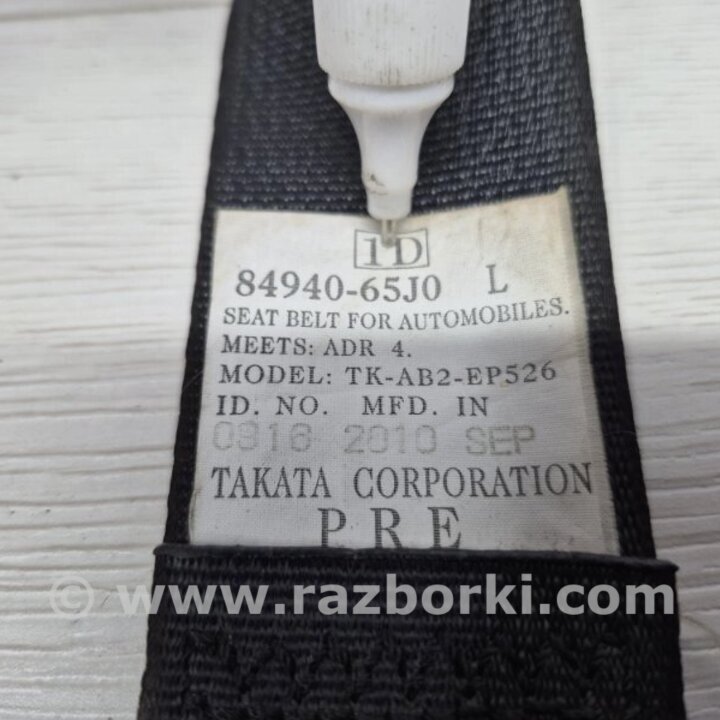 1D
84940-65J0 L
SEAT BELT FOR AUTOMOBILES.
MEETS: ADR 4.
MODEL: TK-AB2-EP526
ID. NO. MFD. IN
0816 2010 SEP
TAKATA CORPORATION
PRE
© www.razborki.com